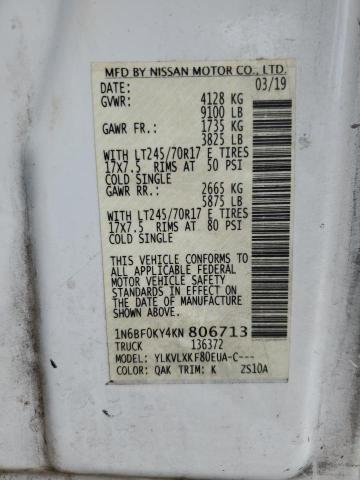 MFD BY NISSAN MOTOR CO., LTD.
DATE: 03/19
GVWR: 4128 KG
9100 LB
GAWR FR.: 1735 KG
3825 LB
WITH LT245/70R17 E TIRES
17X7.5 RIMS AT 50 PSI
COLD SINGLE
GAWR RR.: 2665 KG
5875 LB
WITH LT245/70R17 E TIRES
17X7.5 RIMS AT 80 PSI
COLD SINGLE
THIS VEHICLE CONFORMS TO
ALL APPLICABLE FEDERAL
MOTOR VEHICLE SAFETY
STANDARDS IN EFFECT ON
THE DATE OF MANUFACTURE
SHOWN ABOVE.
1N6BF0KY4KN 806713
TRUCK 136372
MODEL: YLKVLXKF80EUA-C---
COLOR: QAK TRIM: K ZS10A